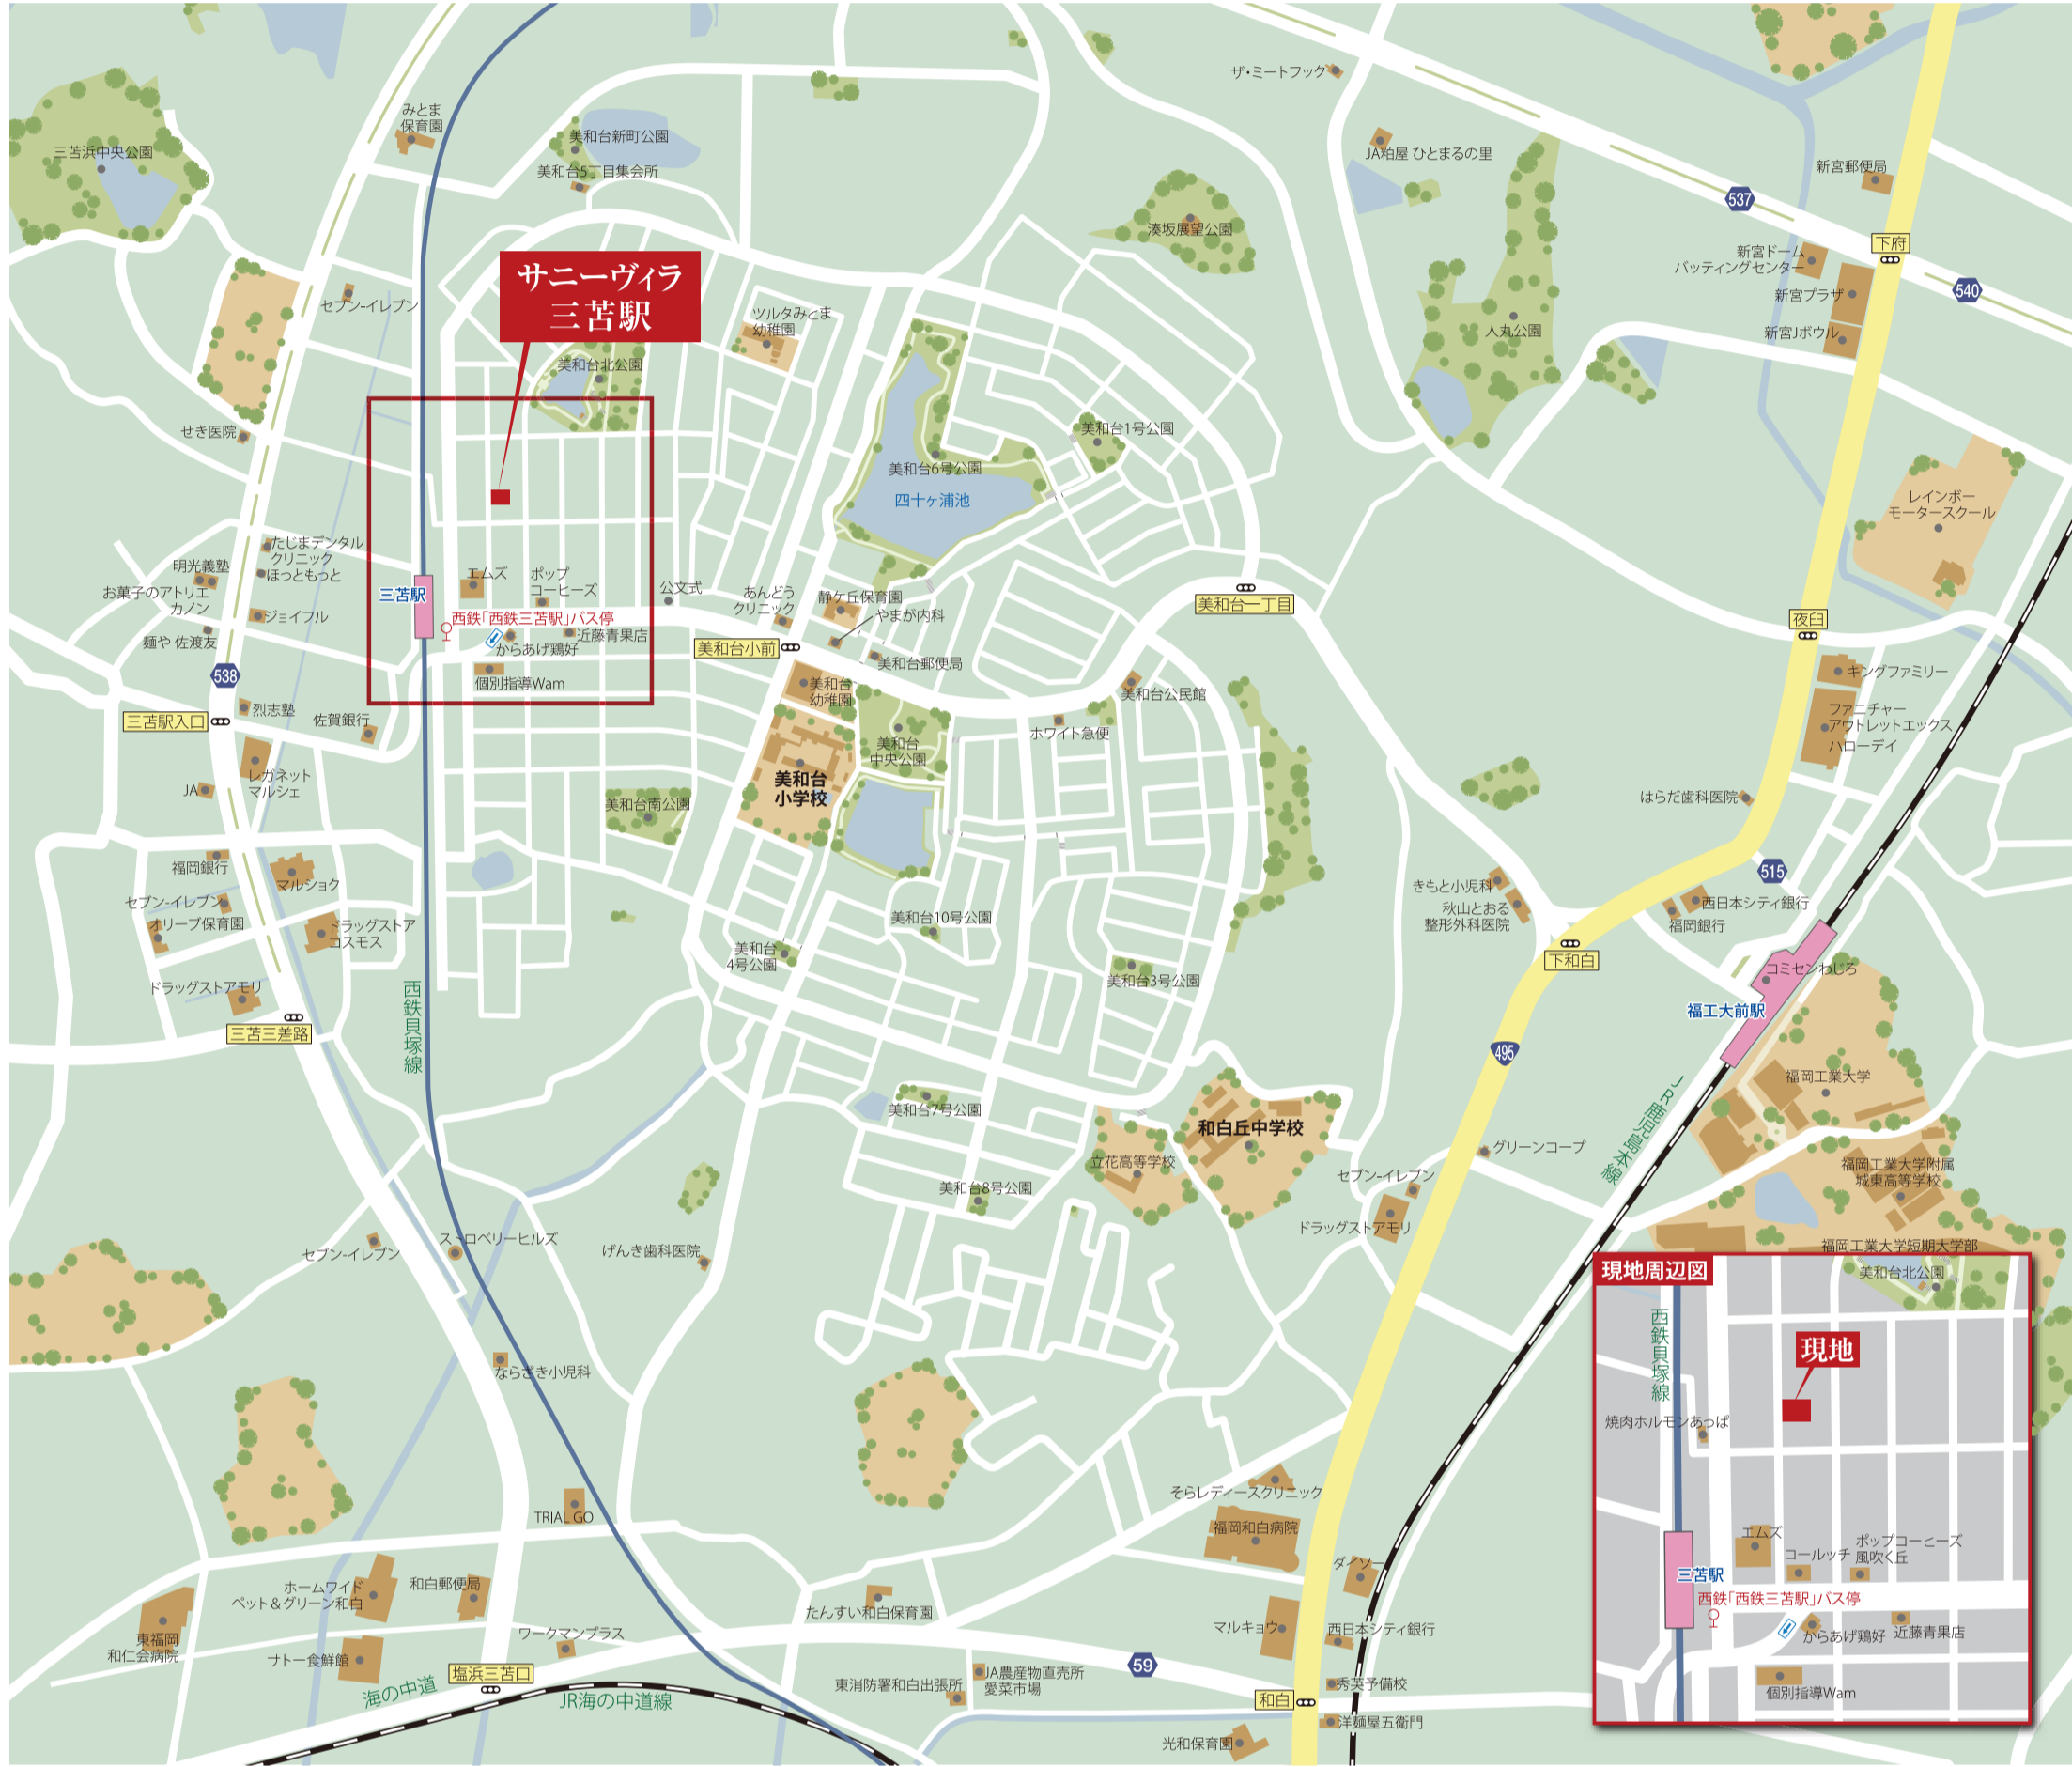 ザ・ミートフック
みとま
保育園
美和台新町公園
JA粕屋 ひとまるの里
三苫浜中央公園
新宮郵便局
美和台5丁目集会所
537
湊坂展望公園
下府
新宮ドーム
バッティングセンター
サニーヴィラ
三苫駅
540
新宮プラザ
セブン-イレブン
ツルタみとま
幼稚園
人丸公園
新宮Jボウル
美和台北公園
せき医院
美和台1号公園
美和台6号公園
四十ヶ浦池
レインボー
モータースクール
たじまデンタル
クリニック
ほっともっと
明光義塾
お菓子のアトリエ
カノン
三苫駅
エムズ
ポップ
コーヒーズ
公文式
あんどう
クリニック
静ケ丘保育園
やまが内科
美和台一丁目
夜臼
ジョイフル
西鉄「西鉄三苫駅」バス停
近藤青果店
からあげ鶏好
麺や 佐渡友
美和台小前
美和台郵便局
キングファミリー
538
個別指導Wam
美和台
幼稚園
美和台公民館
烈志塾
佐賀銀行
三苫駅入口
ホワイト急便
ファニチャー
アウトレットエックス
ハローデイ
美和台
中央公園
レガネット
マルシェ
JA
美和台
小学校
美和台南公園
はらだ歯科医院
福岡銀行
マルショク
515
きもと小児科
セブン-イレブン
オリーブ保育園
ドラッグストア
コスモス
美和台10号公園
秋山とおる
整形外科医院
西日本シティ銀行
福岡銀行
美和台
4号公園
下和白
コミセンわじろ
美和台3号公園
ドラッグストアモリ
西鉄貝塚線
福工大前駅
三苫三差路
495
福岡工業大学
美和台7号公園
JR鹿児島本線
和白丘中学校
グリーンコープ
立花高等学校
セブン-イレブン
福岡工業大学附属
城東高等学校
美和台8号公園
ドラッグストアモリ
ストロベリーヒルズ
セブン-イレブン
げんき歯科医院
福岡工業大学短期大学部
現地周辺図
美和台北公園
西鉄貝塚線
現地
ならざき小児科
焼肉ホルモンあっぱ
そらレディースクリニック
TRIAL GO
福岡和白病院
エムズ
ロールッチ
ポップコーヒーズ
風吹く丘
ダイソー
三苫駅
ホームワイド
ペット＆グリーン和白
和白郵便局
西鉄「西鉄三苫駅」バス停
たんすい和白保育園
マルキョウ
西日本シティ銀行
からあげ鶏好
近藤青果店
東福岡
和仁会病院
ワークマンプラス
サトー食鮮館
塩浜三苫口
59
JA農産物直売所
愛菜市場
東消防署和白出張所
秀英予備校
個別指導Wam
海の中道
JR海の中道線
和白
洋麺屋五衛門
光和保育園